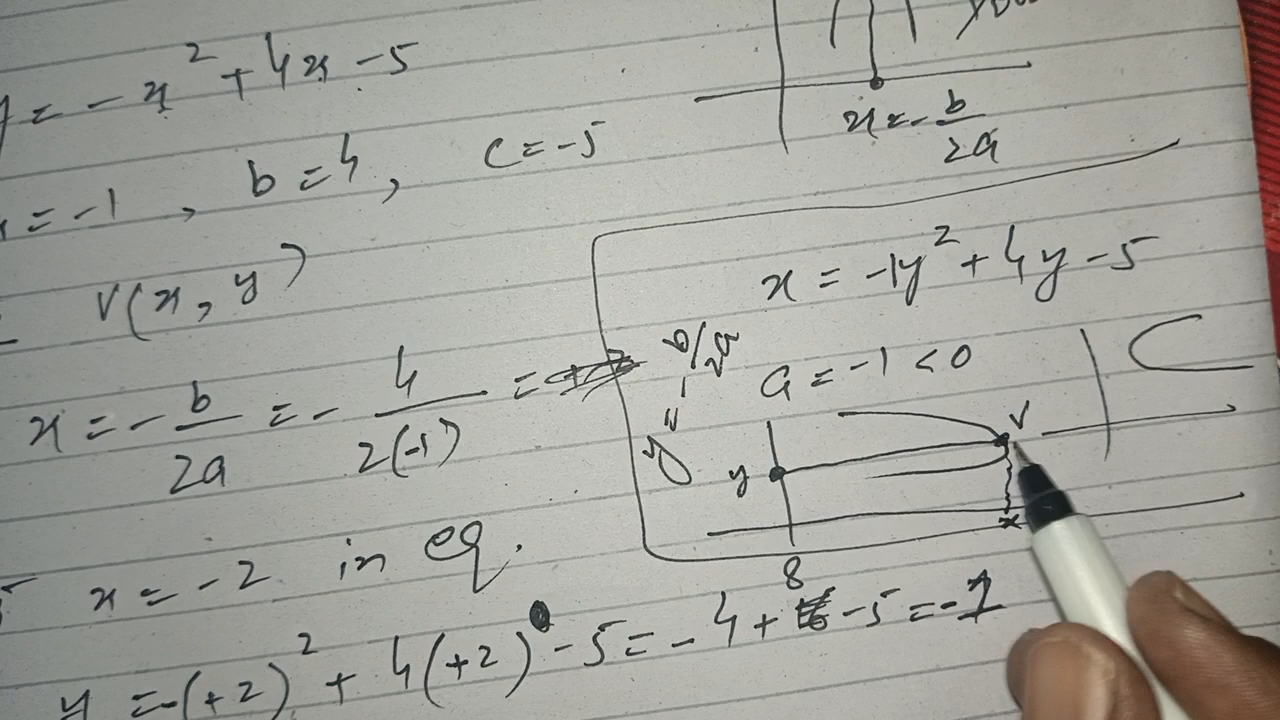 y = -x² + 4x - 5
x = - b/2a
= -1 , b = 4 , c = -5
V(x, y)
x = -1y² + 4y - 5
y = - b/2a
a = -1 < 0
x = - b/2a = - 4/2(-1) =
V
y
x
x = -2 in eq.
8
y = -(+2)² + 4(+2) - 5 = - 4 + - 5 = -1